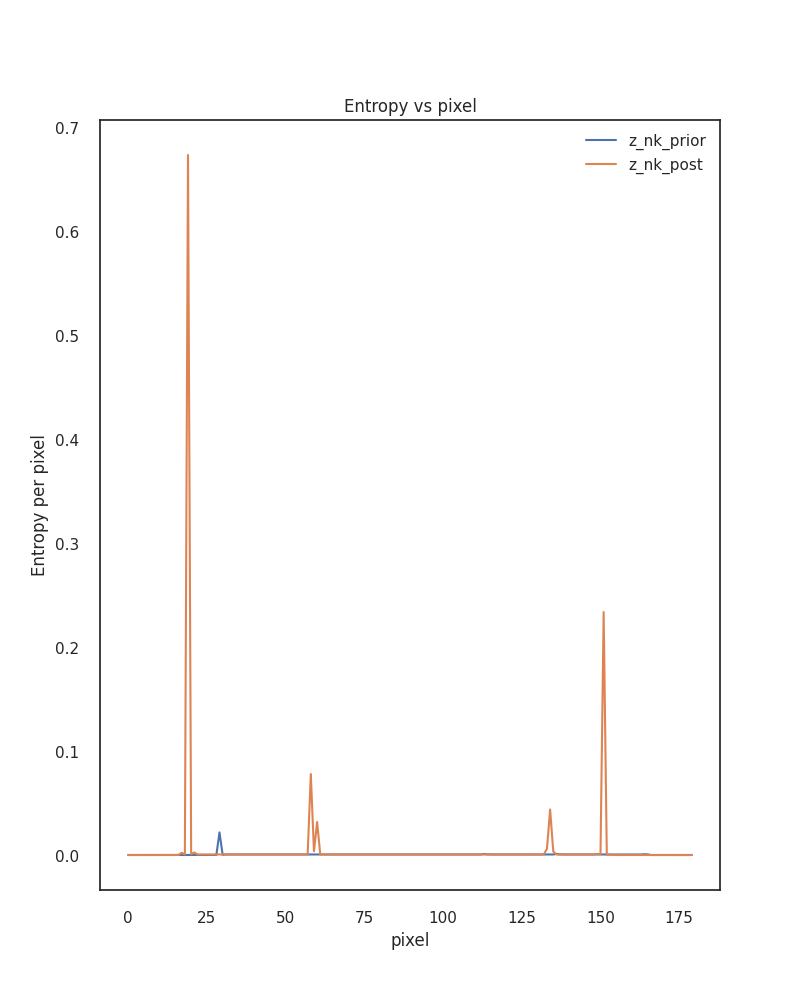 Entropy vs pixel
z_nk_prior
z_nk_post
Entropy per pixel
0.7
0.6
0.5
0.4
0.3
0.2
0.1
0.0
0 25 50 75 100 125 150 175
pixel